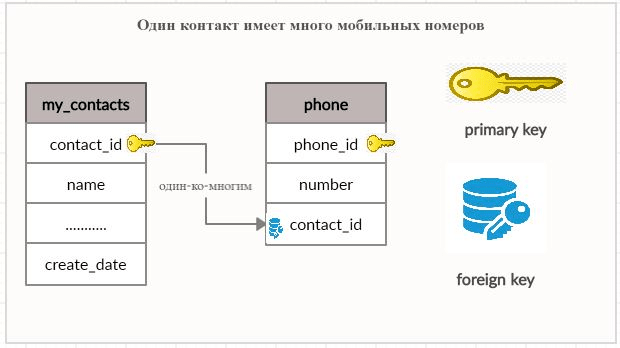 Один контакт имеет много мобильных номеров
my_contacts
contact_id
name
...........
create_date
один-ко-многим
phone
phone_id
number
contact_id
primary key
foreign key